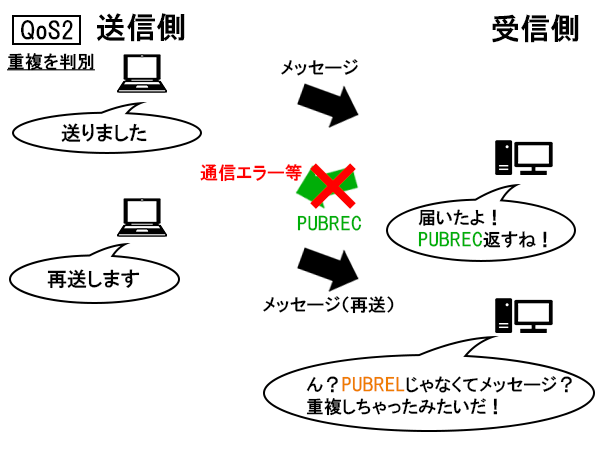 QoS2 送信側
受信側
重複を判別
メッセージ
送りました
通信エラー等
PUBREC
届いたよ！
PUBREC返すね！
再送します
メッセージ(再送)
ん？PUBRELじゃなくてメッセージ？
重複しちゃったみたいだ！